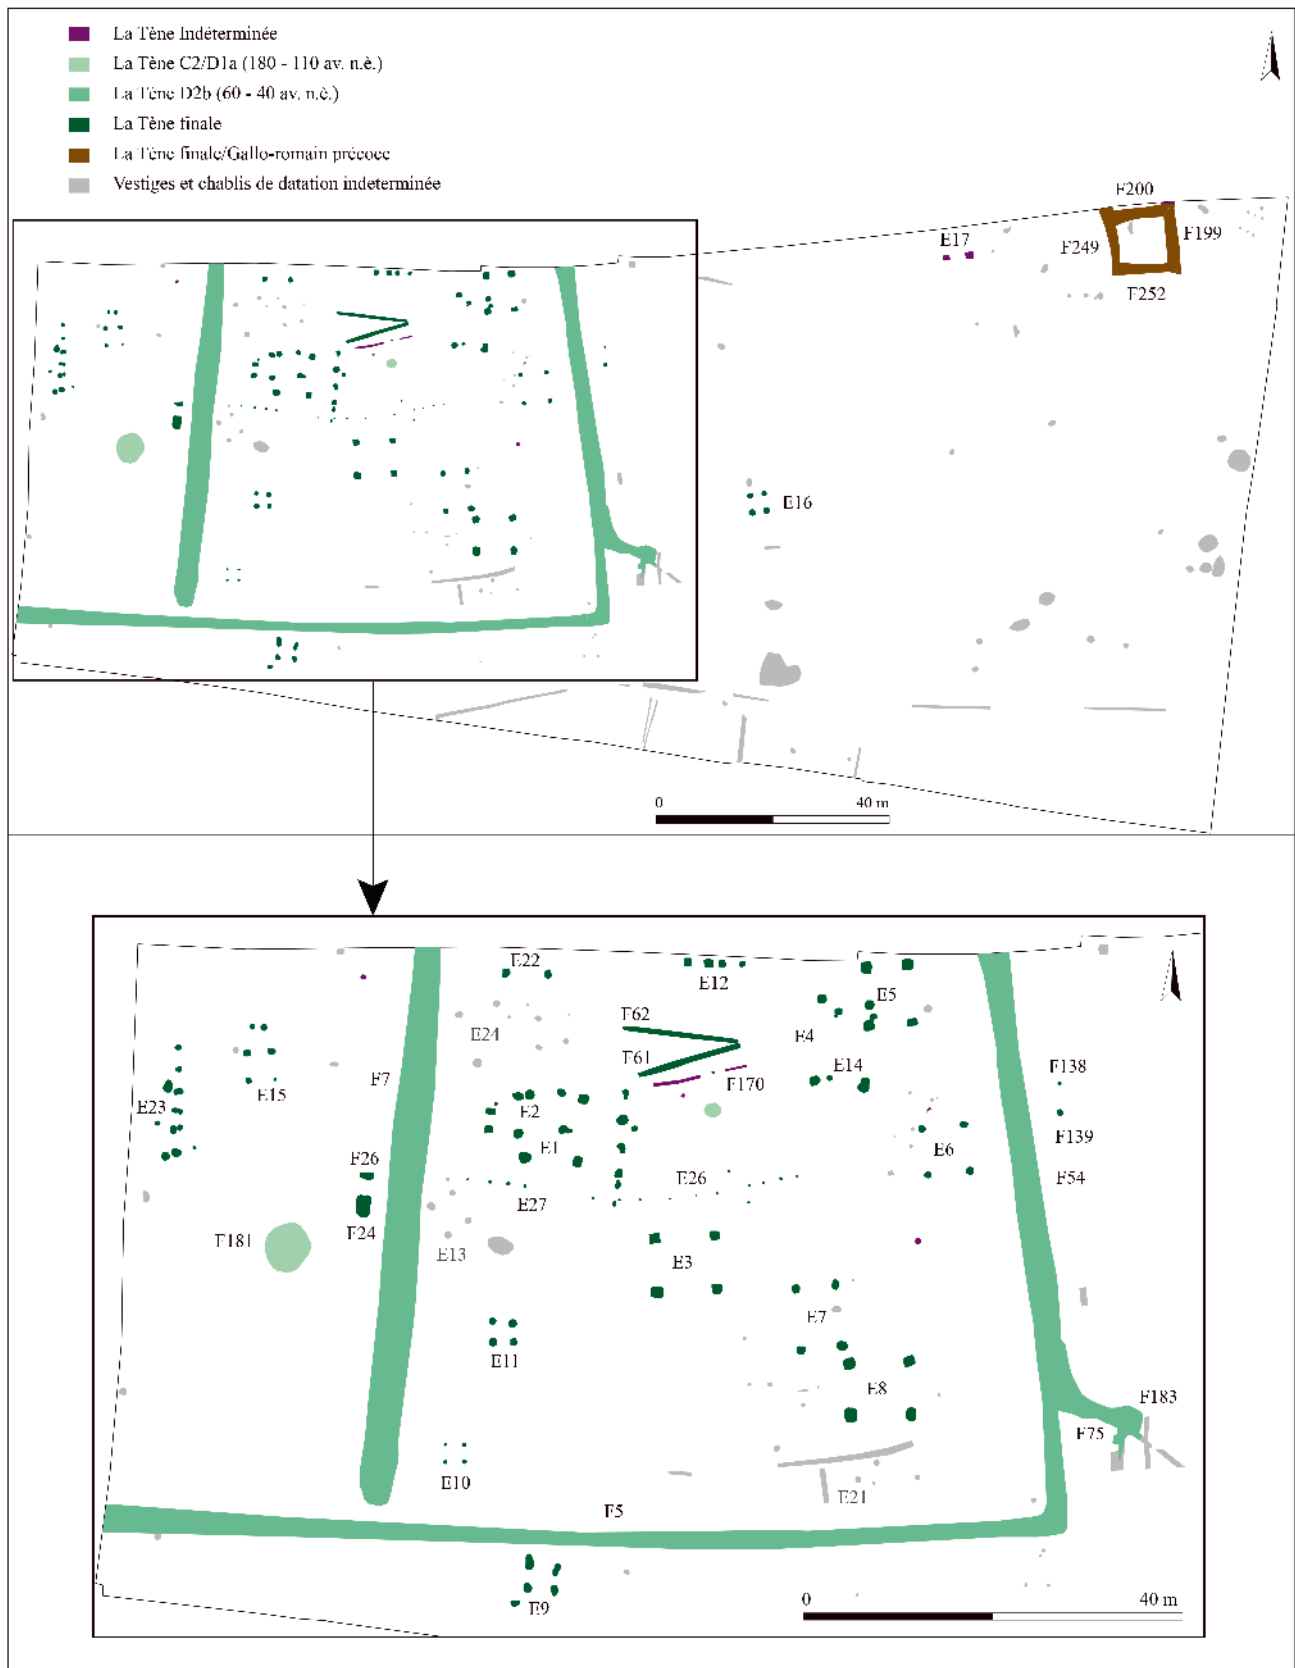 La Tène Indéterminée
La Tène C2/D1a (180 - 110 av. n.è.)
La Tène D2b (60 - 40 av. n.è.)
La Tène finale
La Tène finale/Gallo-romain précoce
Vestiges et chablis de datation indeterminée
F200
E17
F249
F199
F252
E16
0 40 m
E22
E12
E5
F62
E24
E4
F61
E14
F7
F170
F138
E15
E23
E2
E1
E6
F139
F26
E26
F54
E27
F24
F181
E13
E3
E7
E11
E8
F183
F75
E10
E21
F5
0 40 m
E9